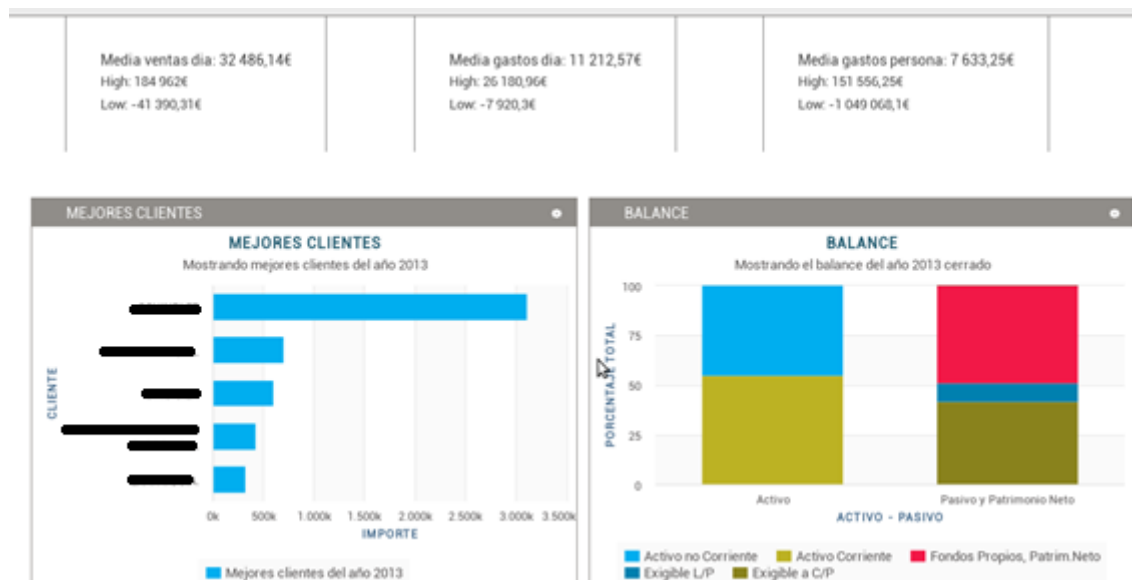 Media ventas dia: 32 486,14€
High: 184 962€
Low: -41 390,31€
Media gastos dia: 11 212,57€
High: 26 180,96€
Low: -7 920,3€
Media gastos persona: 7 633,25€
High: 151 556,25€
Low: -1 049 068,1€
MEJORES CLIENTES
MEJORES CLIENTES
Mostrando mejores clientes del año 2013
CLIENTE
0k 500k 1.000k 1.500k 2.000k 2.500k 3.000k 3.500k
IMPORTE
Mejores clientes del año 2013
BALANCE
BALANCE
Mostrando el balance del año 2013 cerrado
PORCENTAJE TOTAL
100
75
50
25
0
Activo Pasivo y Patrimonio Neto
ACTIVO - PASIVO
Activo no Corriente Activo Corriente Fondos Propios, Patrim.Neto
Exigible L/P Exigible a C/P